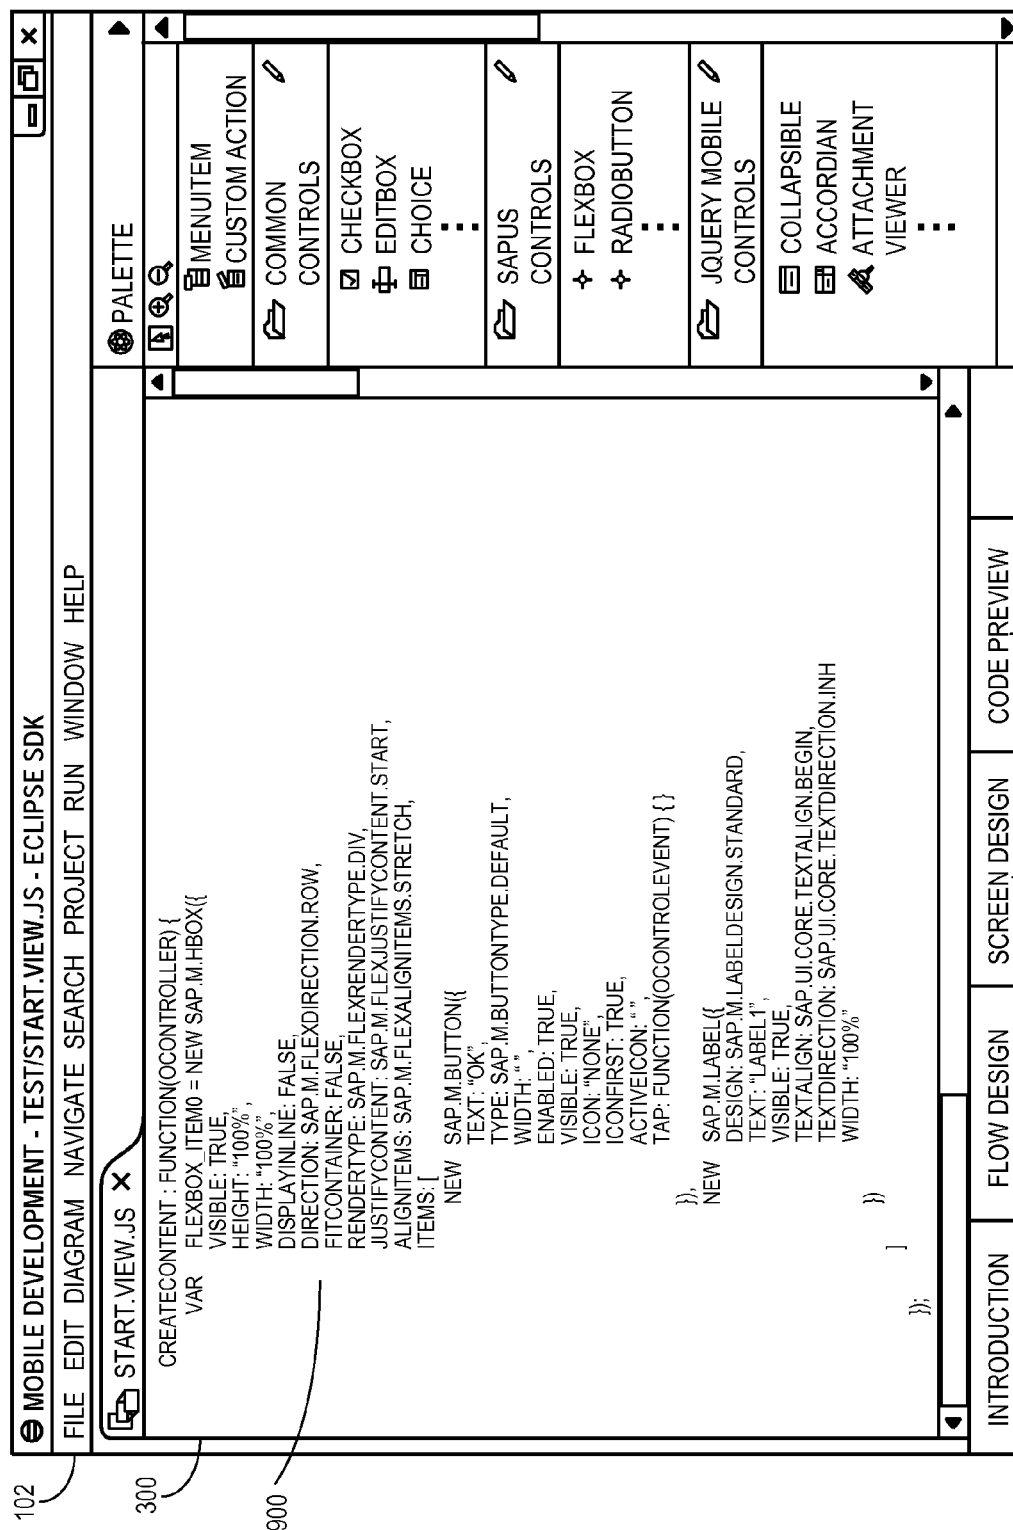 MOBILE DEVELOPMENT - TEST/START.VIEW.JS - ECLIPSE SDK
FILE EDIT DIAGRAM NAVIGATE SEARCH PROJECT RUN WINDOW HELP
START.VIEW.JS X
CREATECONTENT : FUNCTION(OCONTROLLER) {
VAR FLEXBOX_ITEM0 = NEW SAP.M.HBOX({
VISIBLE: TRUE,
HEIGHT: “100%”,
WIDTH: “100%”,
DISPLAYINLINE: FALSE,
DIRECTION: SAP.M.FLEXDIRECTION.ROW,
FITCONTAINER: FALSE,
RENDERTYPE: SAP.M.FLEXRENDERTYPE.DIV,
JUSTIFYCONTENT: SAP.M.FLEXJUSTIFYCONTENT.START,
ALIGNITEMS: SAP.M.FLEXALIGNITEMS.STRETCH,
ITEMS: [
NEW SAP.M.BUTTON({
TEXT: “OK”,
TYPE: SAP.M.BUTTONTYPE.DEFAULT,
WIDTH: “ ”,
ENABLED: TRUE,
VISIBLE: TRUE,
ICON: “NONE”,
ICONFIRST: TRUE,
ACTIVEICON: “ ”,
TAP: FUNCTION(OCONTROLEVENT) { }
}),
NEW SAP.M.LABEL({
DESIGN: SAP.M.LABELDESIGN.STANDARD,
TEXT: “LABEL1”,
VISIBLE: TRUE,
TEXTALIGN: SAP.UI.CORE.TEXTALIGN.BEGIN,
TEXTDIRECTION: SAP.UI.CORE.TEXTDIRECTION.INH
WIDTH: “100%”
})
]
});
PALETTE
MENUITEM
CUSTOM ACTION
COMMON
CONTROLS
CHECKBOX
EDITBOX
CHOICE
SAPUS
CONTROLS
FLEXBOX
RADIOBUTTON
JQUERY MOBILE
CONTROLS
COLLAPSIBLE
ACCORDIAN
ATTACHMENT
VIEWER
INTRODUCTION
FLOW DESIGN
SCREEN DESIGN
CODE PREVIEW
102
300
900